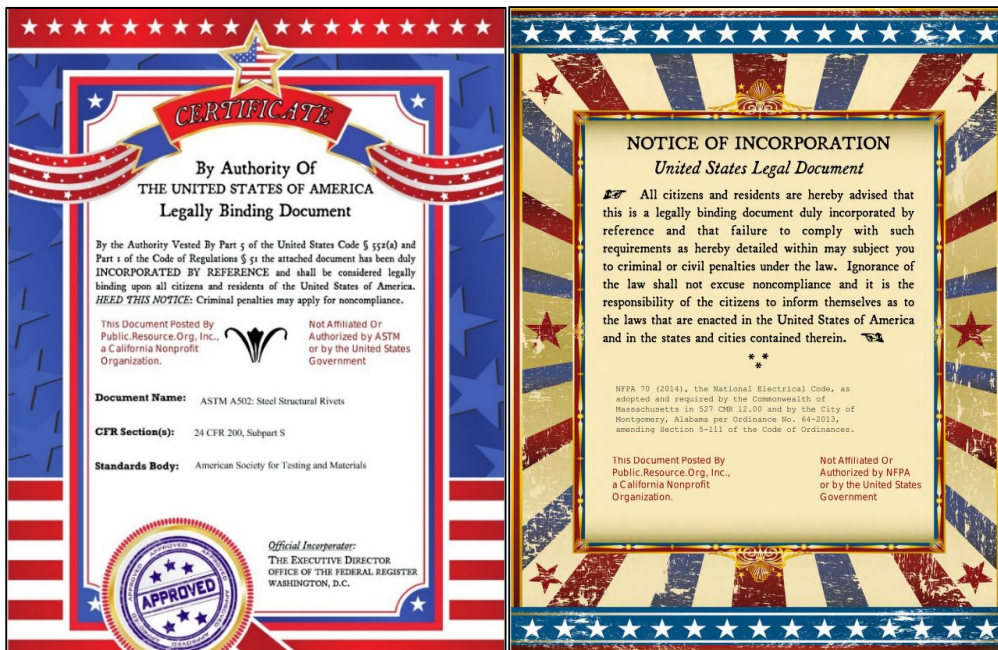 CERTIFICATE
By Authority Of
THE UNITED STATES OF AMERICA
Legally Binding Document
By the Authority Vested By Part 5 of the United States Code § 552(a) and
Part 1 of the Code of Regulations § 51 the attached document has been duly
INCORPORATED BY REFERENCE and shall be considered legally
binding upon all citizens and residents of the United States of America.
HEED THIS NOTICE: Criminal penalties may apply for noncompliance.
This Document Posted By
Public.Resource.Org, Inc.,
a California Nonprofit
Organization.
Not Affiliated Or
Authorized by ASTM
or by the United States
Government
Document Name: ASTM A502: Steel Structural Rivets
CFR Section(s): 24 CFR 200, Subpart S
Standards Body: American Society for Testing and Materials
Official Incorporator:
THE EXECUTIVE DIRECTOR
OFFICE OF THE FEDERAL REGISTER
WASHINGTON, D.C.
APPROVED
APPROVED
APPROVED
APPROVED
NOTICE OF INCORPORATION
United States Legal Document
All citizens and residents are hereby advised that
this is a legally binding document duly incorporated by
reference and that failure to comply with such
requirements as hereby detailed within may subject you
to criminal or civil penalties under the law. Ignorance of
the law shall not excuse noncompliance and it is the
responsibility of the citizens to inform themselves as to
the laws that are enacted in the United States of America
and in the states and cities contained therein.
* *
*
NFPA 70 (2014), the National Electrical Code, as
adopted and required by the Commonwealth of
Massachusetts in 527 CMR 12.00 and by the City of
Montgomery, Alabama per Ordinance No. 64-2013,
amending Section 5-111 of the Code of Ordinances.
This Document Posted By
Public.Resource.Org, Inc.,
a California Nonprofit
Organization.
Not Affiliated Or
Authorized by NFPA
or by the United States
Government